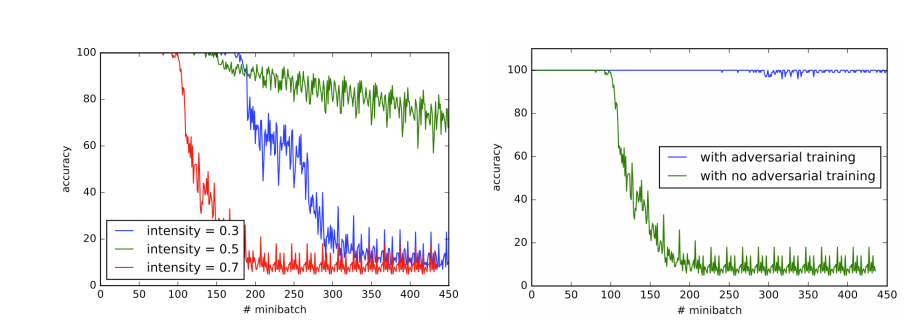 100
80
60
40
20
0
accuracy
intensity = 0.3
intensity = 0.5
intensity = 0.7
0 50 100 150 200 250 300 350 400 450
# minibatch
100
80
60
40
20
0
accuracy
with adversarial training
with no adversarial training
0 50 100 150 200 250 300 350 400 450
# minibatch